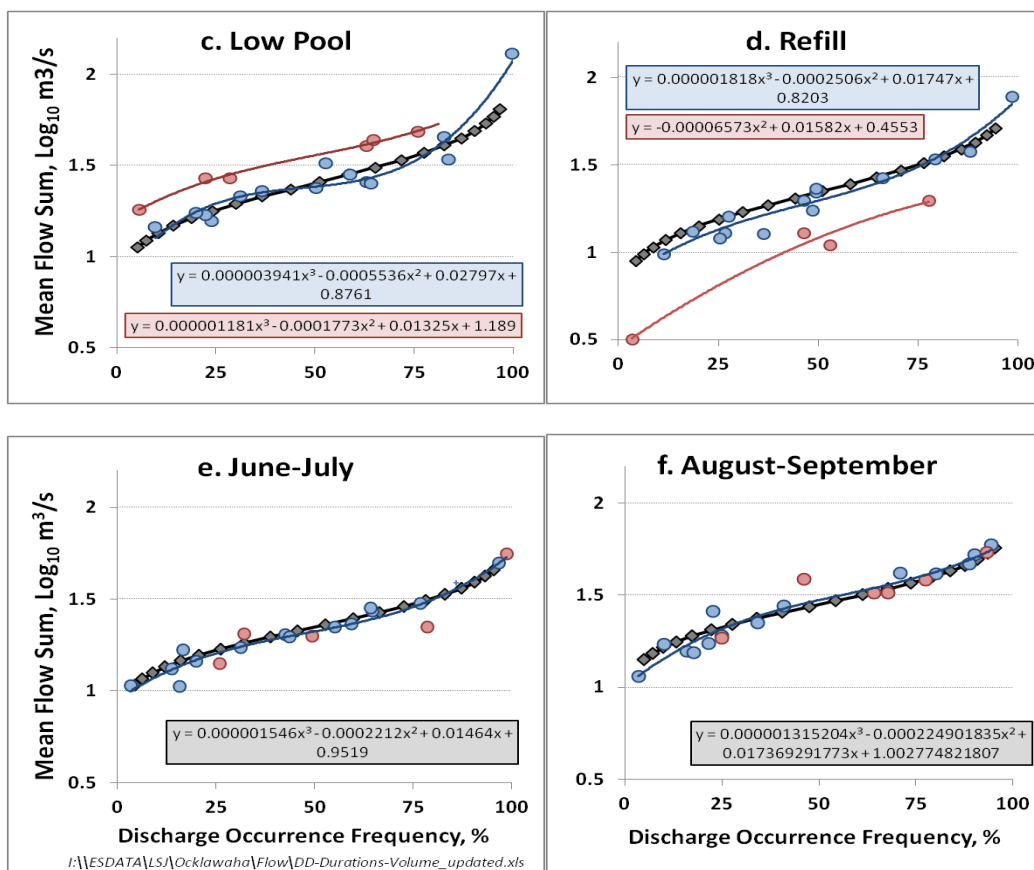 c. Low Pool
Mean Flow Sum, Log₁₀ m3/s
2
1.5
1
0.5
y = 0.000003941x³ - 0.0005536x² + 0.02797x +
0.8761
y = 0.000001181x³ - 0.0001773x² + 0.01325x + 1.189
0 25 50 75 100
d. Refill
y = 0.000001818x³ - 0.0002506x² + 0.01747x +
0.8203
y = -0.00006573x² + 0.01582x + 0.4553
2
1.5
1
0.5
0 25 50 75 100
e. June-July
Mean Flow Sum, Log₁₀ m³/s
2
1.5
1
0.5
y = 0.000001546x³ - 0.0002212x² + 0.01464x +
0.9519
0 25 50 75 100
Discharge Occurrence Frequency, %
I:\\ESDATA\LSJ\Ocklawaha\Flow\DD-Durations-Volume_updated.xls
f. August-September
2
1.5
1
0.5
y = 0.000001315204x³ - 0.000224901835x² +
0.017369291773x + 1.002774821807
0 25 50 75 100
Discharge Occurrence Frequency, %